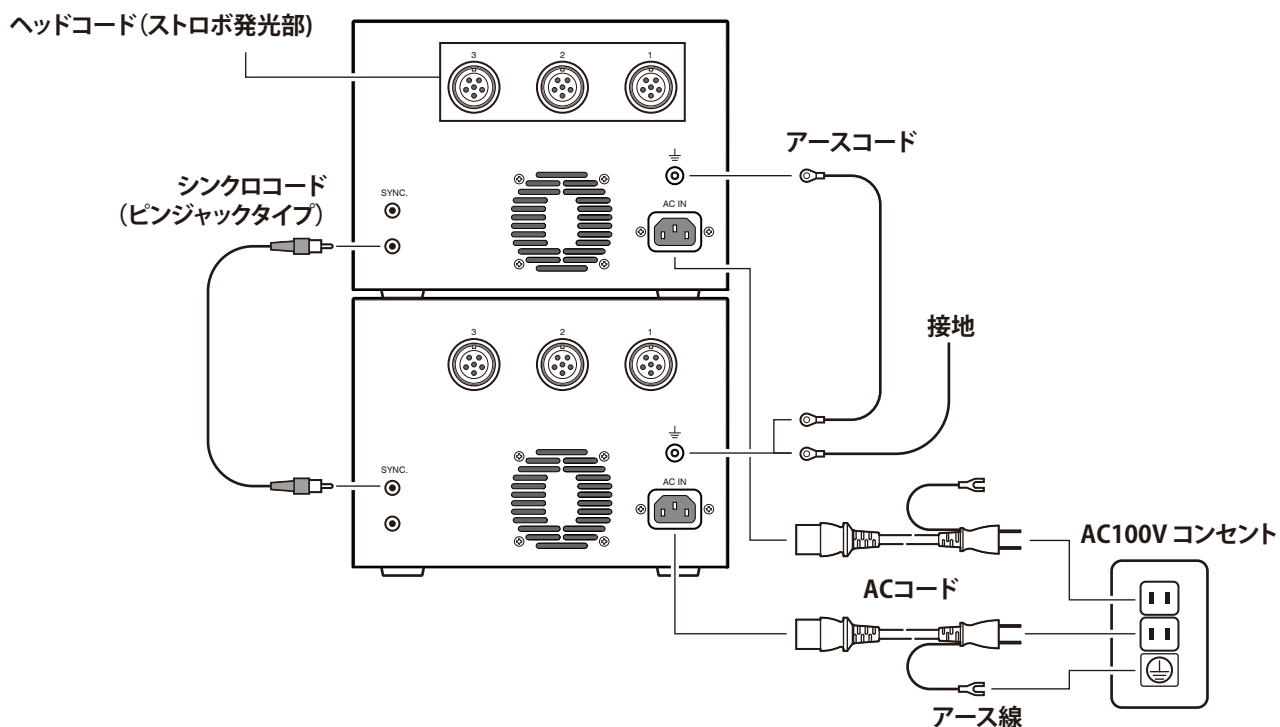 ヘッドコード(ストロボ発光部)
3 2 1
アースコード
シンクロコード
(ピンジャックタイプ)
SYNC.
AC IN
3 2 1
接地
SYNC.
AC IN
AC100V コンセント
ACコード
アース線